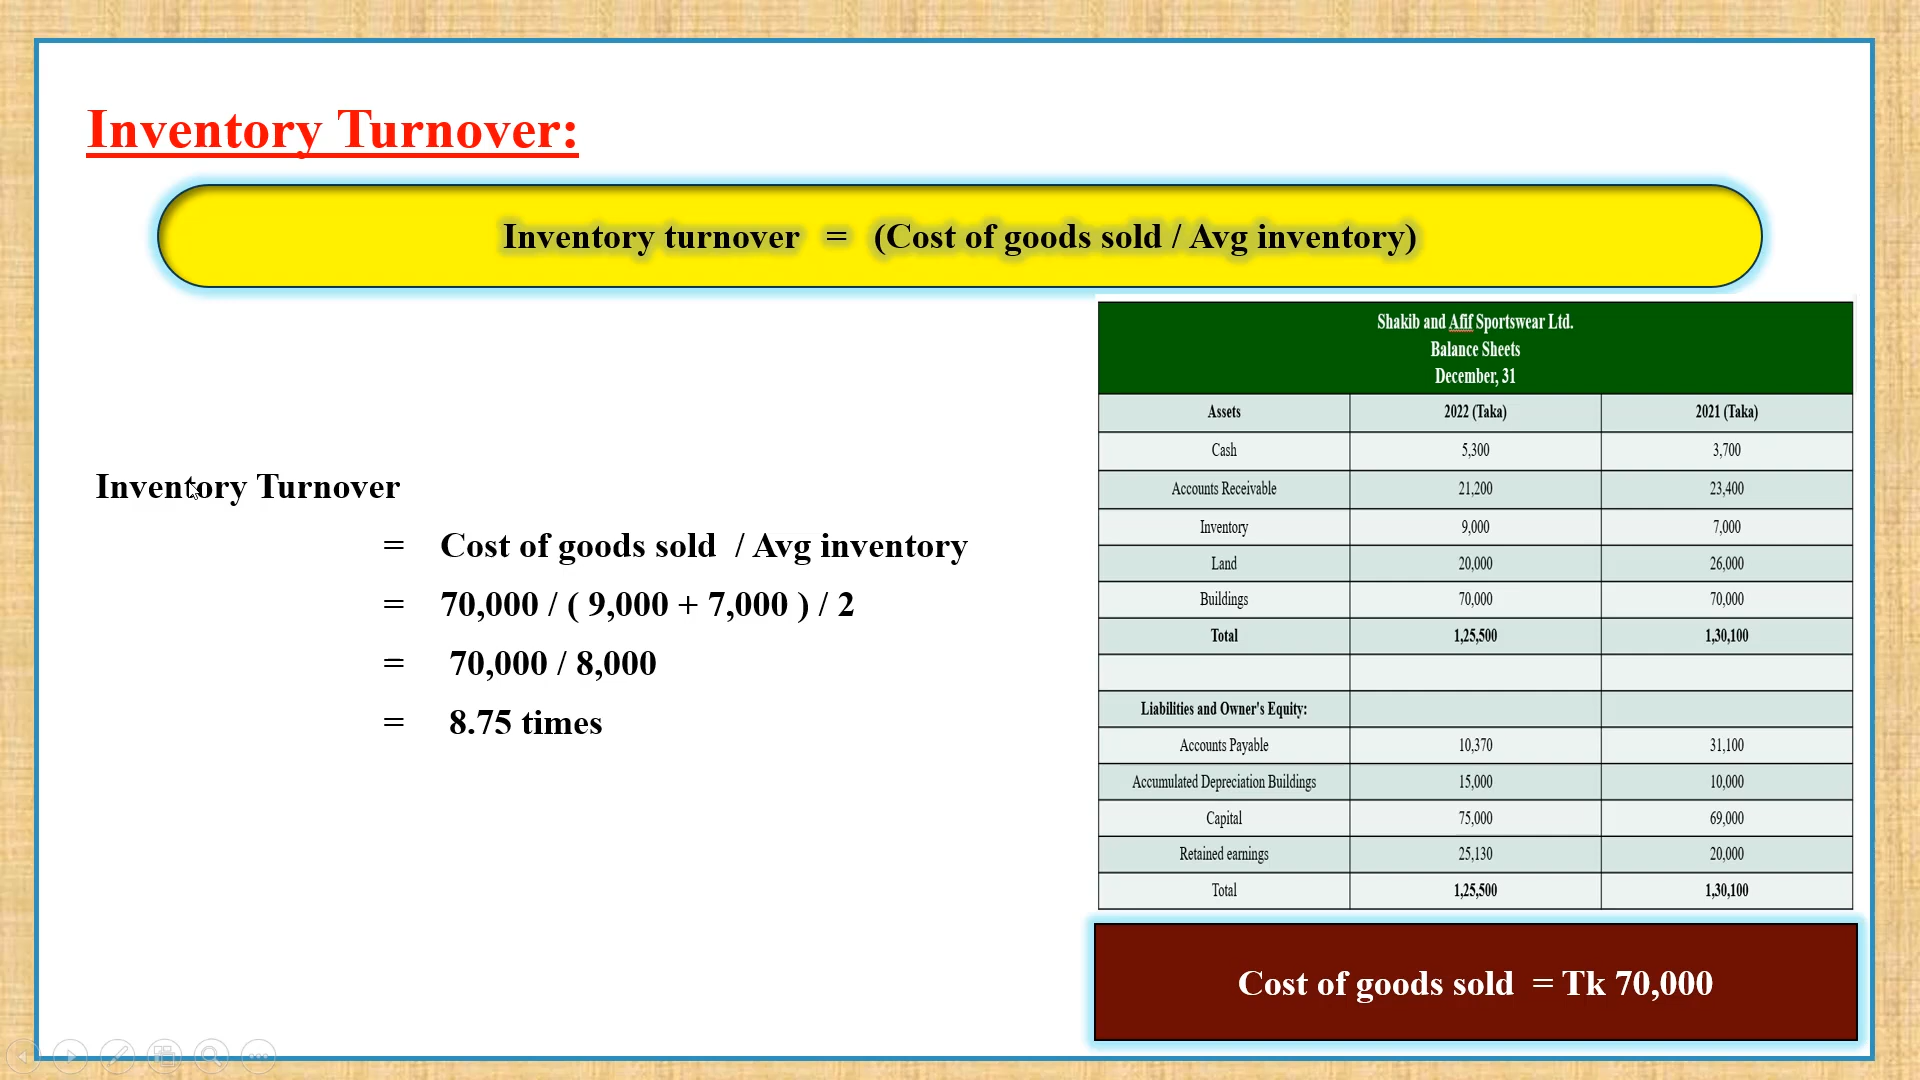 Inventory Turnover:
Inventory turnover = (Cost of goods sold / Avg inventory)
Inventory Turnover
= Cost of goods sold / Avg inventory
= 70,000 / ( 9,000 + 7,000 ) / 2
= 70,000 / 8,000
= 8.75 times
Shakib and Afif Sportswear Ltd.
Balance Sheets
December, 31
Assets 2022 (Taka) 2021 (Taka)
Cash 5,300 3,700
Accounts Receivable 21,200 23,400
Inventory 9,000 7,000
Land 20,000 26,000
Buildings 70,000 70,000
Total 1,25,500 1,30,100
Liabilities and Owner's Equity:
Accounts Payable 10,370 31,100
Accumulated Depreciation Buildings 15,000 10,000
Capital 75,000 69,000
Retained earnings 25,130 20,000
Total 1,25,500 1,30,100
Cost of goods sold = Tk 70,000